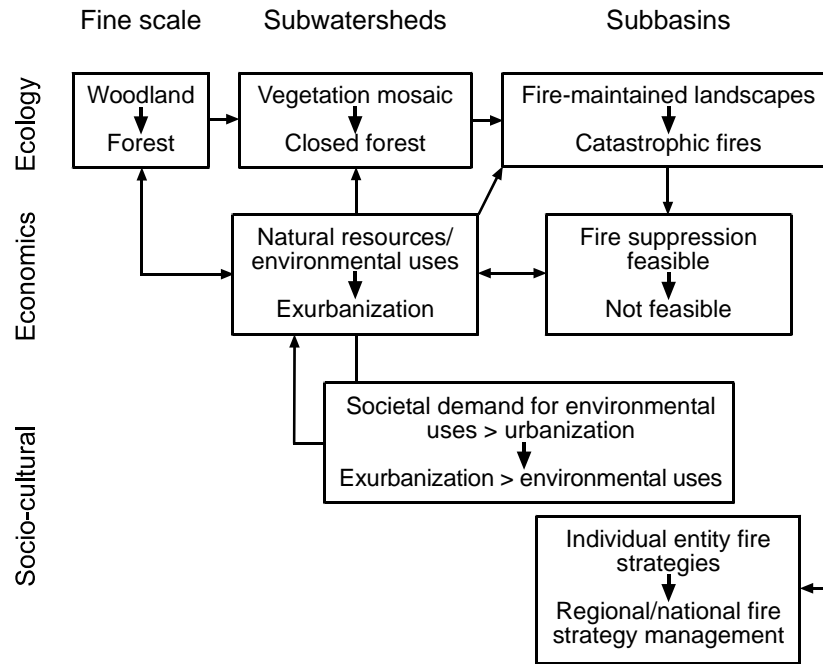 Fine scale
Subwatersheds
Subbasins
Ecology
Woodland
Forest
Vegetation mosaic
Closed forest
Fire-maintained landscapes
Catastrophic fires
Economics
Natural resources/
environmental uses
Exurbanization
Fire suppression
feasible
Not feasible
Socio-cultural
Societal demand for environmental
uses > urbanization
Exurbanization > environmental uses
Individual entity fire
strategies
Regional/national fire
strategy management